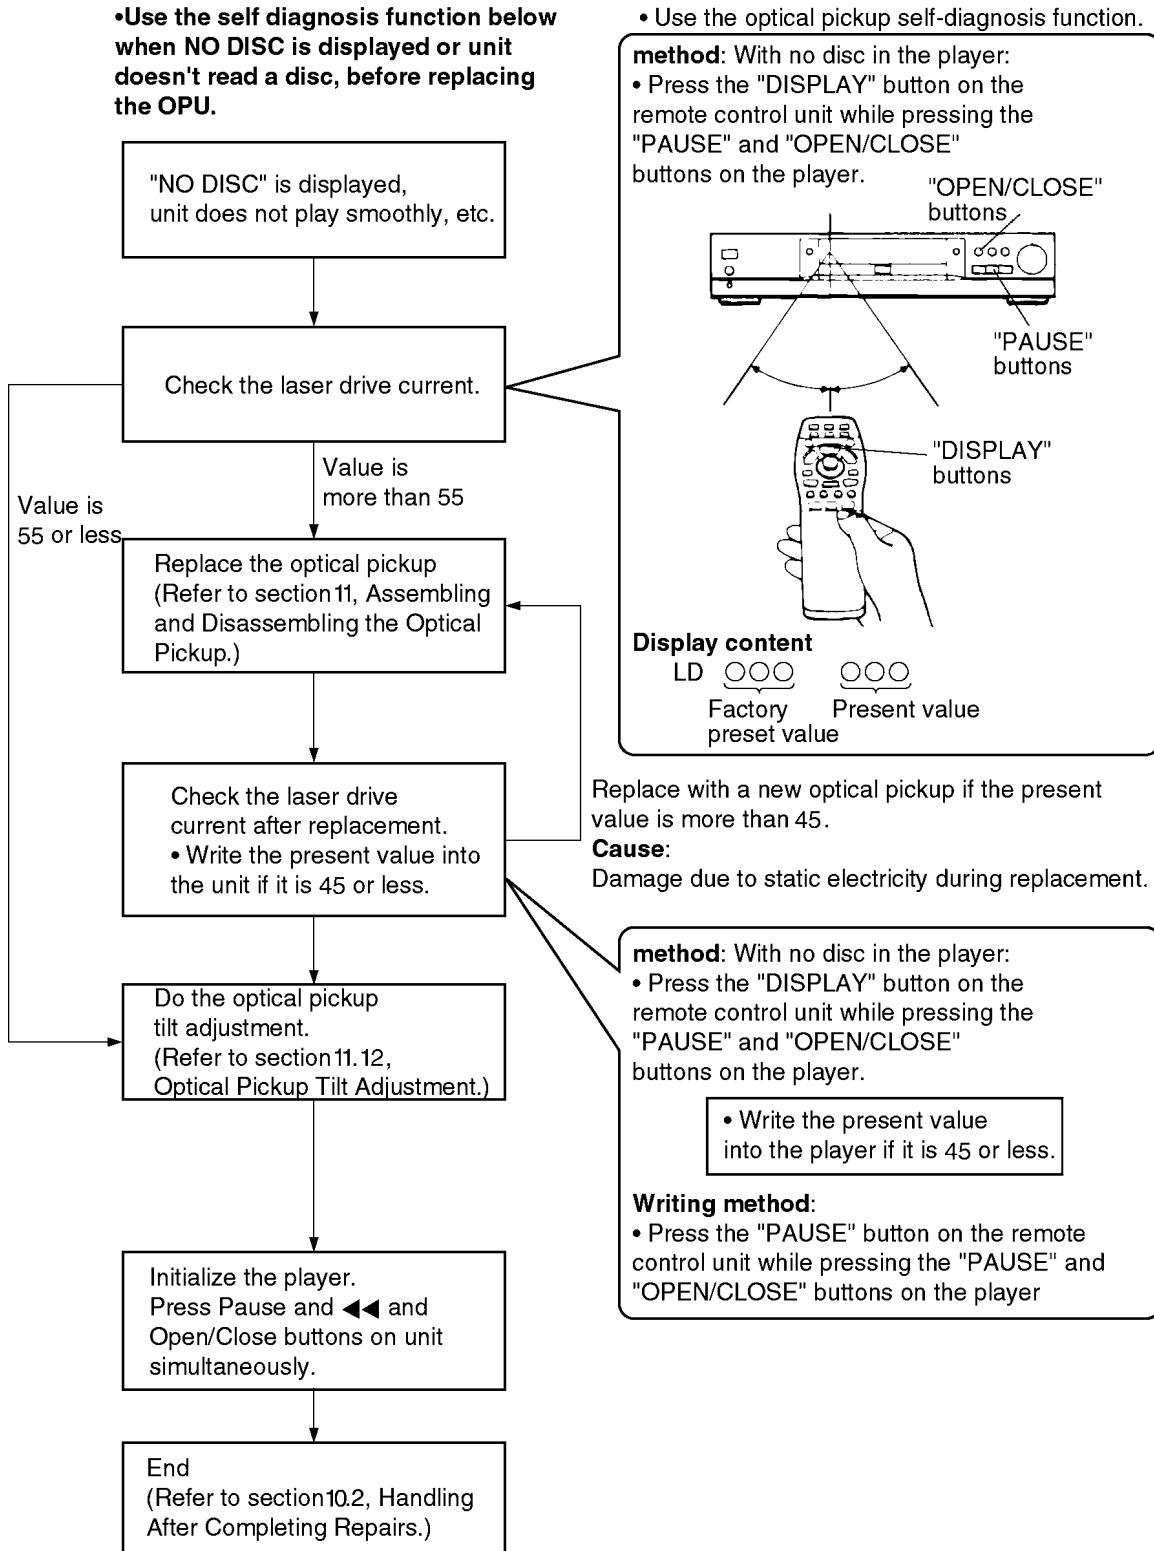 •Use the self diagnosis function below
when NO DISC is displayed or unit
doesn't read a disc, before replacing
the OPU.
"NO DISC" is displayed,
unit does not play smoothly, etc.
Check the laser drive current.
Value is
55 or less
Value is
more than 55
Replace the optical pickup
(Refer to section 11, Assembling
and Disassembling the Optical
Pickup.)
Check the laser drive
current after replacement.
• Write the present value into
the unit if it is 45 or less.
Do the optical pickup
tilt adjustment.
(Refer to section 11.12,
Optical Pickup Tilt Adjustment.)
Initialize the player.
Press Pause and ◀◀ and
Open/Close buttons on unit
simultaneously.
End
(Refer to section 10.2, Handling
After Completing Repairs.)
• Use the optical pickup self-diagnosis function.
method: With no disc in the player:
• Press the "DISPLAY" button on the
remote control unit while pressing the
"PAUSE" and "OPEN/CLOSE"
buttons on the player.
"OPEN/CLOSE"
buttons
"PAUSE"
buttons
"DISPLAY"
buttons
Display content
LD ○○○ ○○○
Factory
preset value
Present value
Replace with a new optical pickup if the present
value is more than 45.
Cause:
Damage due to static electricity during replacement.
method: With no disc in the player:
• Press the "DISPLAY" button on the
remote control unit while pressing the
"PAUSE" and "OPEN/CLOSE"
buttons on the player.
• Write the present value
into the player if it is 45 or less.
Writing method:
• Press the "PAUSE" button on the remote
control unit while pressing the "PAUSE" and
"OPEN/CLOSE" buttons on the player